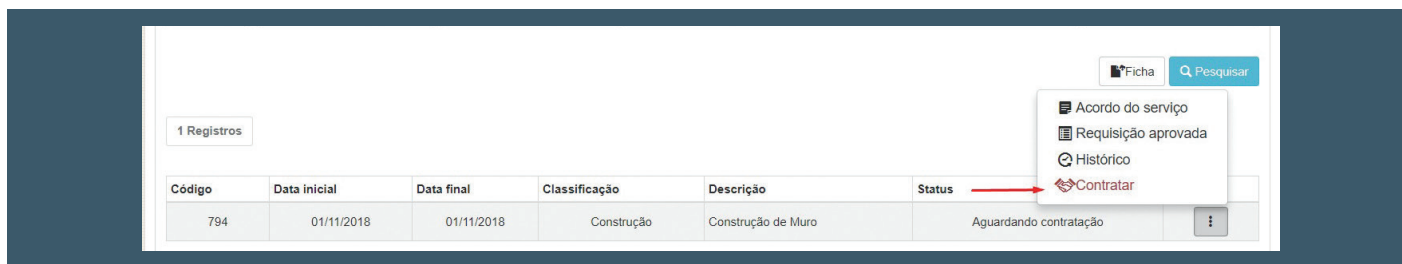 Ficha Pesquisar
Acordo do serviço
1 Registros
Requisição aprovada
Histórico
Contratar
Código Data inicial Data final Classificação Descrição Status
794 01/11/2018 01/11/2018 Construção Construção de Muro Aguardando contratação